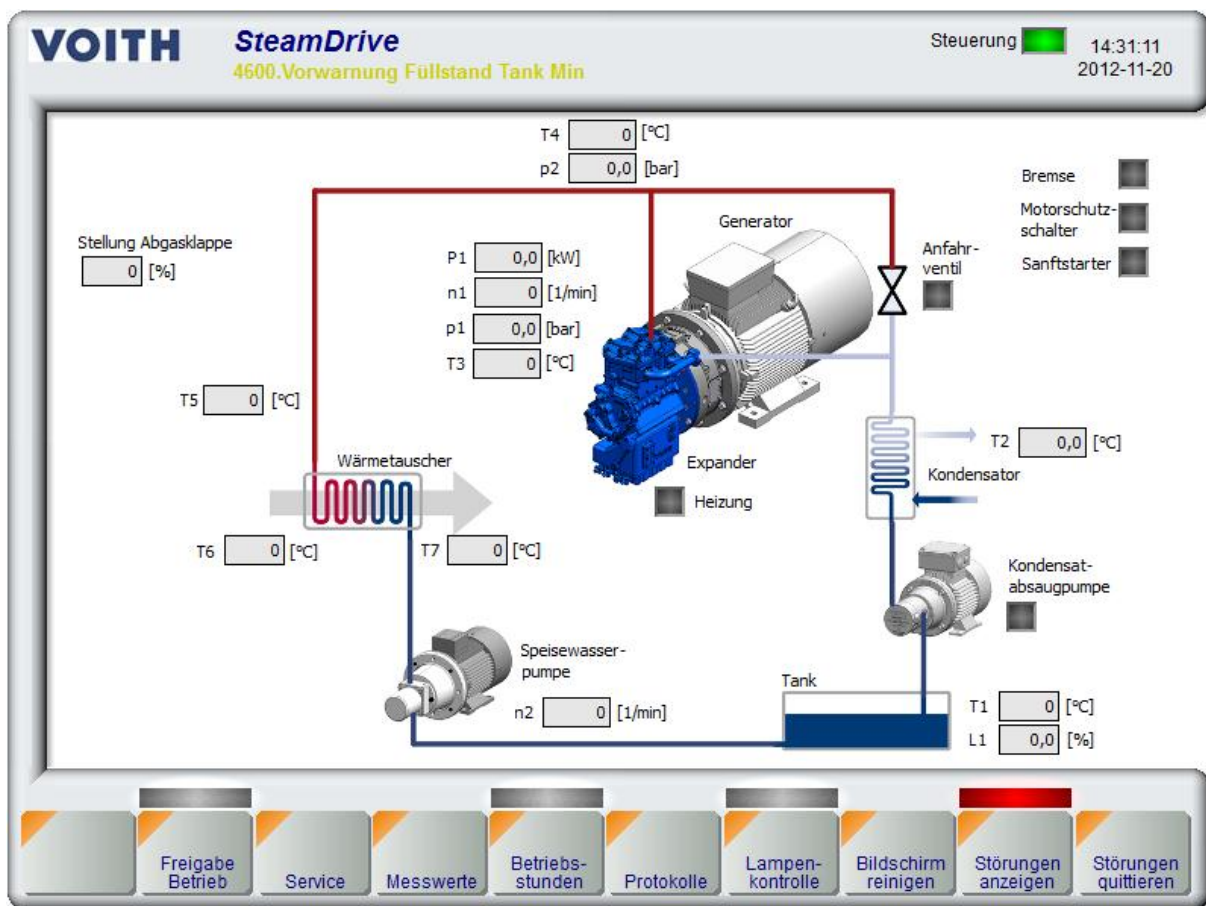 VOITH
SteamDrive
4600.Vorwarnung Füllstand Tank Min
Steuerung
14:31:11
2012-11-20
T4 0 [°C]
p2 0,0 [bar]
Bremse
Motorschutz-
schalter
Sanftstarter
Stellung Abgasklappe
0 [%]
Generator
Anfahr-
ventil
P1 0,0 [kW]
n1 0 [1/min]
p1 0,0 [bar]
T3 0 [°C]
T5 0 [°C]
T2 0,0 [°C]
Wärmetauscher
Expander
Heizung
Kondensator
T6 0 [°C]
T7 0 [°C]
Kondensat-
absaugpumpe
Speisewasser-
pumpe
n2 0 [1/min]
Tank
T1 0 [°C]
L1 0,0 [%]
Freigabe
Betrieb
Service
Messwerte
Betriebs-
stunden
Protokolle
Lampen-
kontrolle
Bildschirm
reinigen
Störungen
anzeigen
Störungen
quittieren